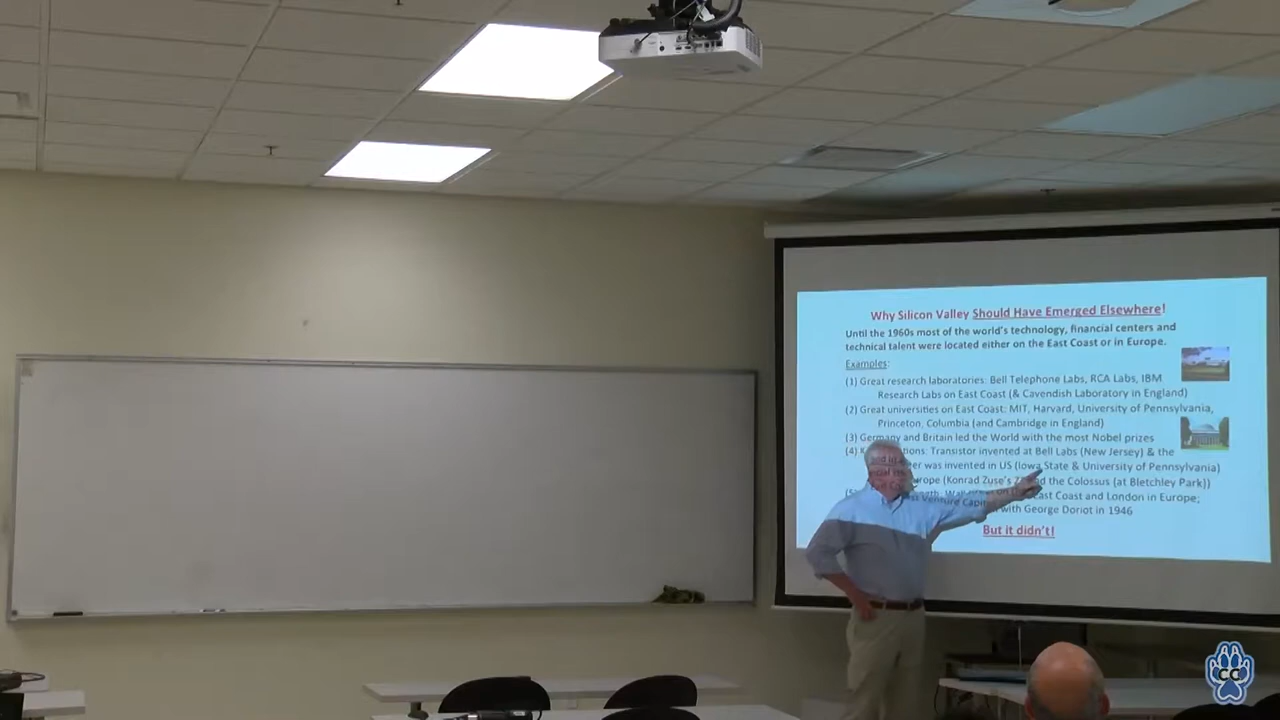 Why Silicon Valley Should Have Emerged Elsewhere!
Until the 1960s most of the world's technology, financial centers and
technical talent were located either on the East Coast or in Europe.
Examples:
(1) Great research laboratories: Bell Telephone Labs, RCA Labs, IBM
Research Labs on East Coast (& Cavendish Laboratory in England)
(2) Great universities on East Coast: MIT, Harvard, University of Pennsylvania,
Princeton, Columbia (and Cambridge in England)
(3) Germany and Britain led the World with the most Nobel prizes
(4) Transistor invented at Bell Labs (New Jersey) & the
was invented in US (Iowa State & University of Pennsylvania)
(Konrad Zuse's and the Colossus (at Bletchley Park))
East Coast and London in Europe;
Venture with George Doriot in 1946
But it didn't!
CC